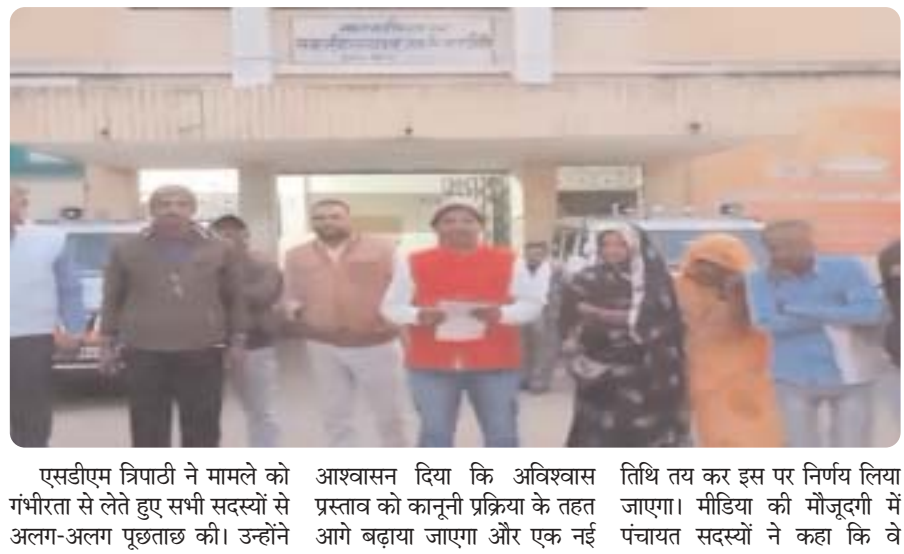 एसडीएम त्रिपाठी ने मामले को
गंभीरता से लेते हुए सभी सदस्यों से
अलग-अलग पूछताछ की। उन्होंने
आश्वासन दिया कि अविश्वास
प्रस्ताव को कानूनी प्रक्रिया के तहत
आगे बढ़ाया जाएगा और एक नई
तिथि तय कर इस पर निर्णय लिया
जाएगा। मीडिया की मौजूदगी में
पंचायत सदस्यों ने कहा कि वे